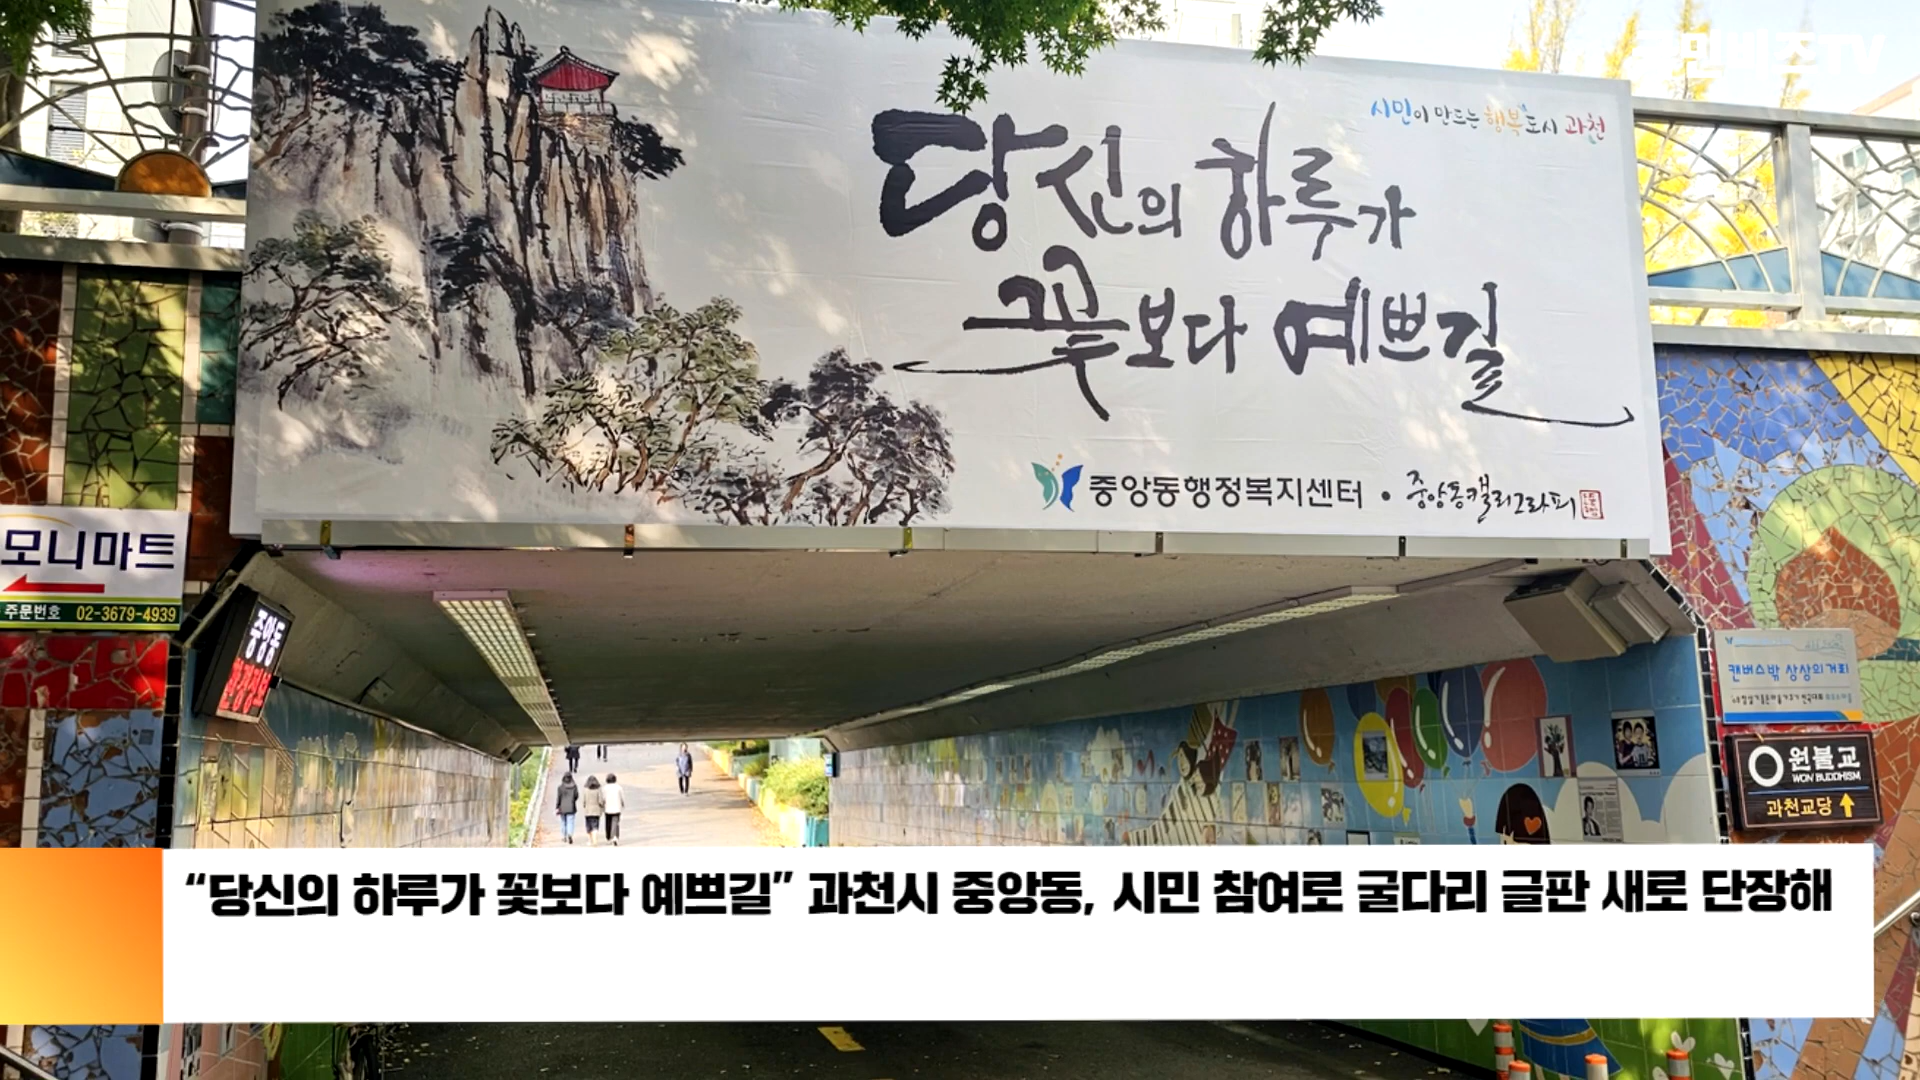 시민이 만드는 행복도시 과천
당신의 하루가
꽃보다 예쁘길
중앙동행정복지센터 • 중앙동캘리그라피
모니마트
주문번호 02-3679-4939
중앙동
캔버스밖 상상의거리
원불교
WON BUDDHISM
과천교당
“당신의 하루가 꽃보다 예쁘길” 과천시 중앙동, 시민 참여로 굴다리 글판 새로 단장해